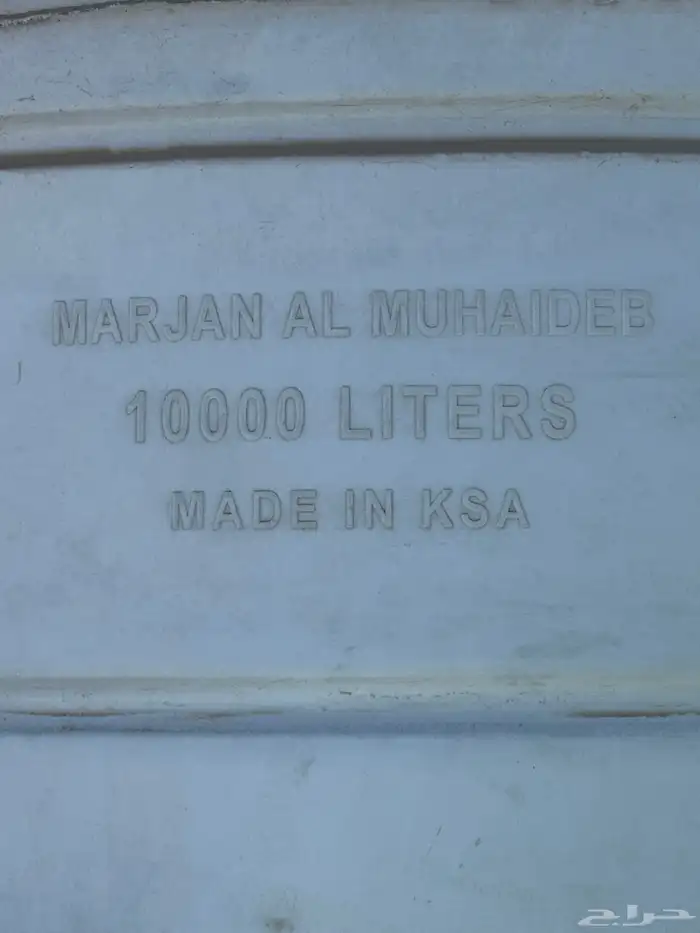 MARJAN AL MUHAIDEB
10000 LITERS
MADE IN KSA
حراج